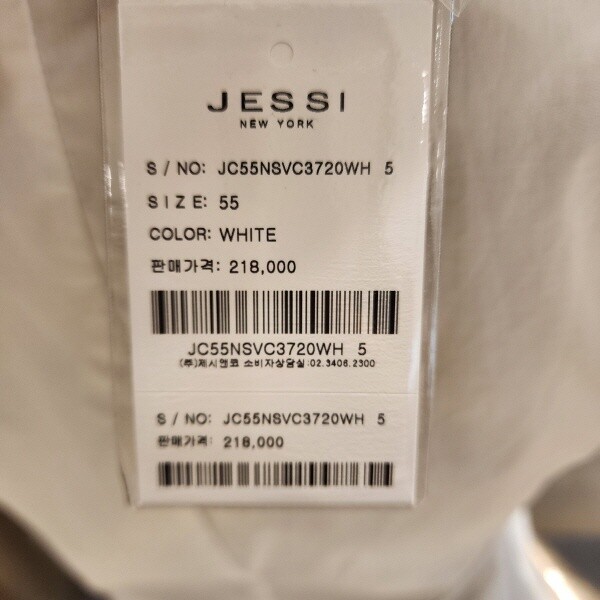 JESSI
NEW YORK
S / NO: JC55NSVC3720WH 5
SIZE: 55
COLOR: WHITE
판매가격: 218,000
JC55NSVC3720WH 5
(주)제시앤코 소비자상담실:02.3406.2300
S / NO: JC55NSVC3720WH 5
판매가격: 218,000